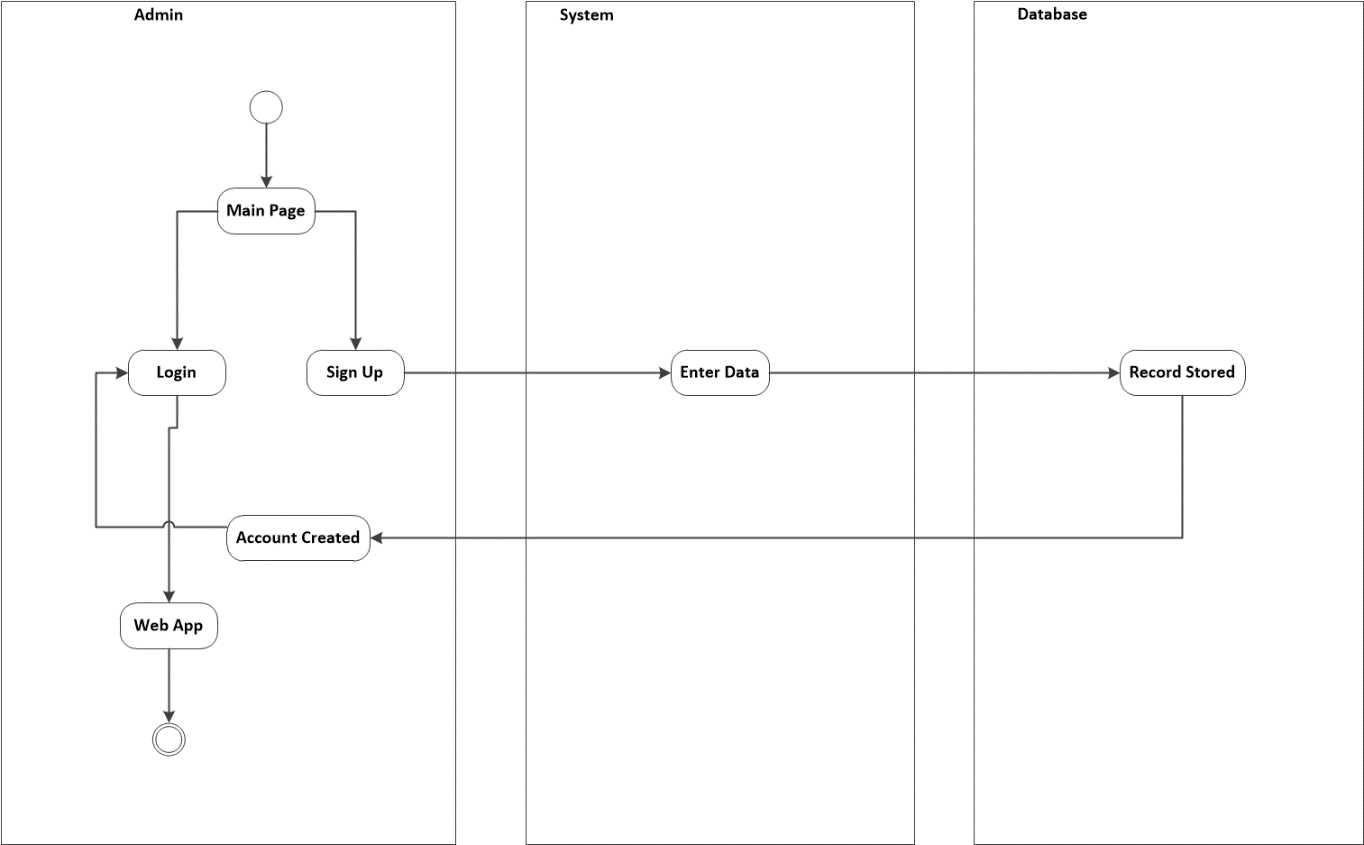 Admin
System
Database
Main Page
Login
Sign Up
Enter Data
Record Stored
Account Created
Web App